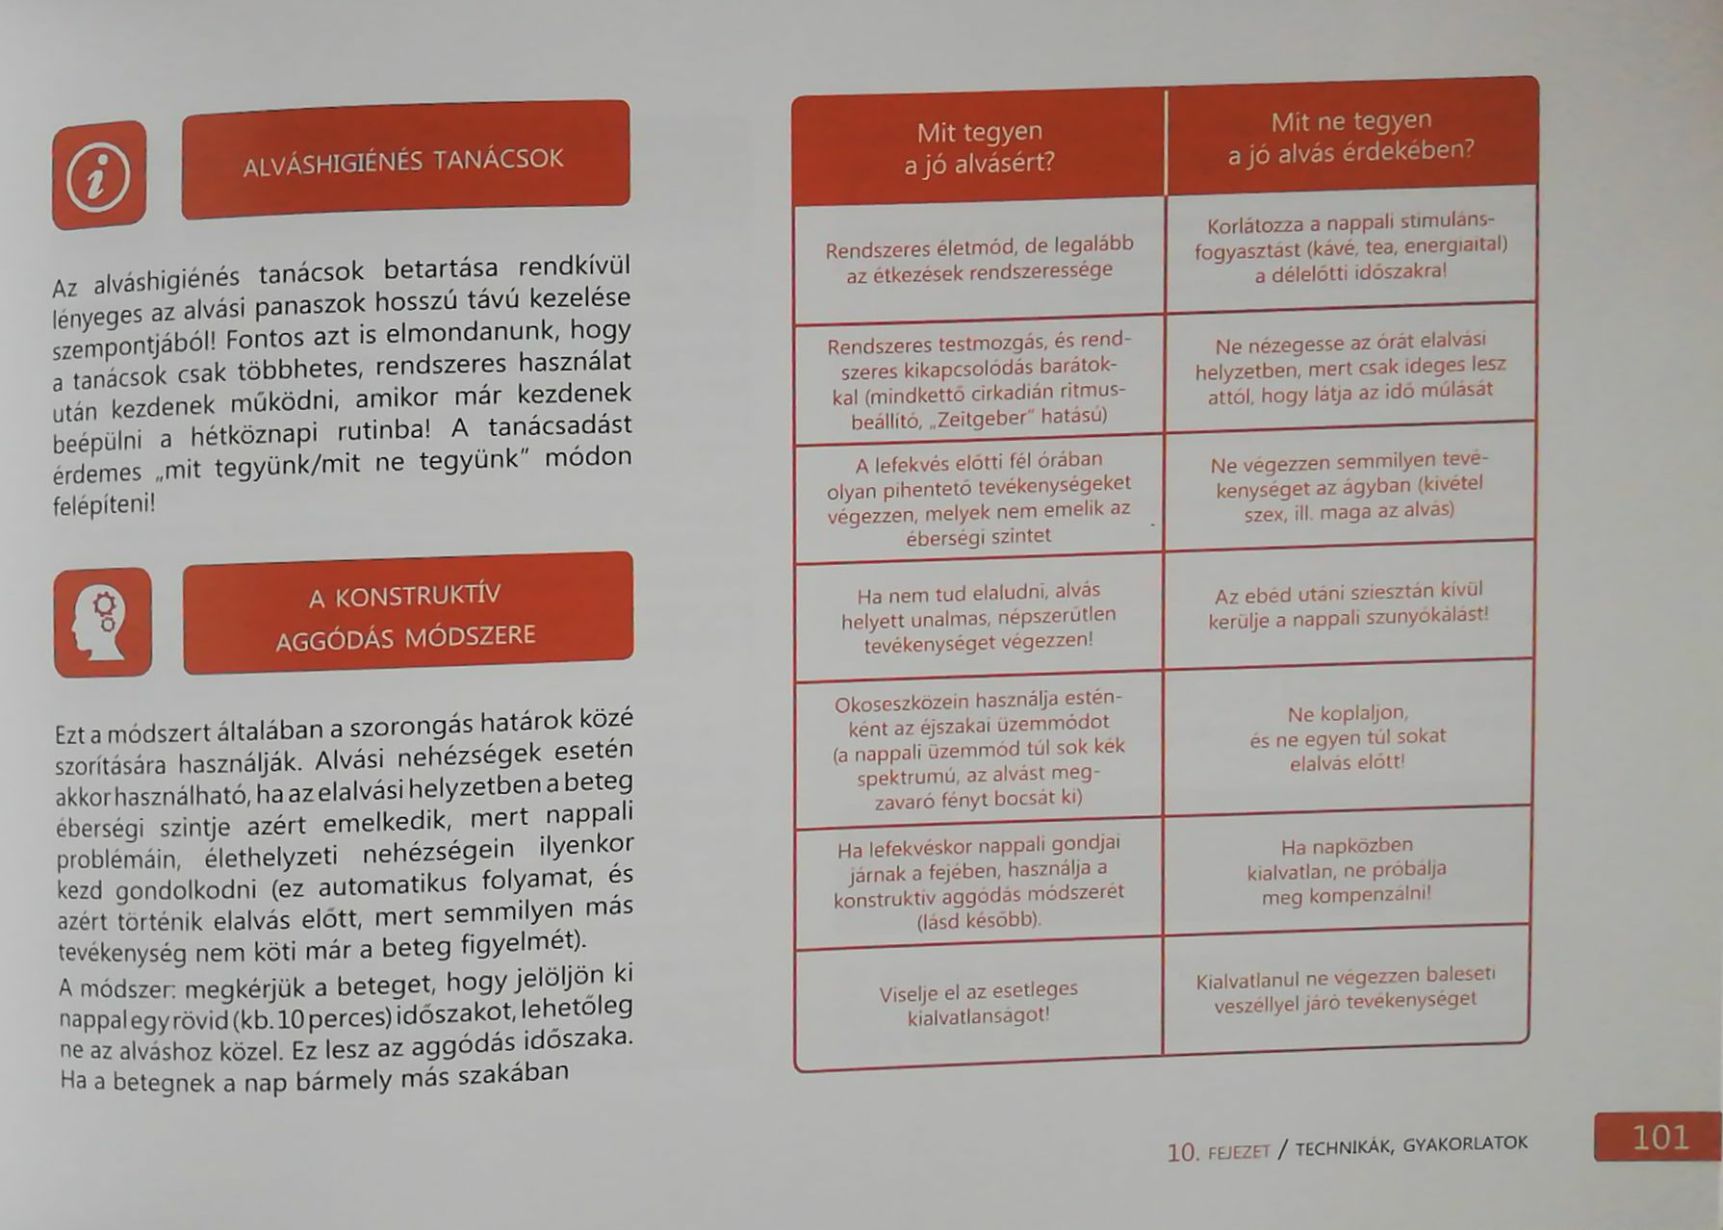 ALVÁSHIGIÉNÉS TANÁCSOK
Az alváshigiénés tanácsok betartása rendkívül
lényeges az alvási panaszok hosszú távú kezelése
szempontjából! Fontos azt is elmondanunk, hogy
a tanácsok csak többhetes, rendszeres használat
után kezdenek működni, amikor már kezdenek
beépülni a hétköznapi rutinba! A tanácsadást
érdemes „mit tegyünk/mit ne tegyünk" módon
felépíteni!
A KONSTRUKTÍV
AGGÓDÁS MÓDSZERE
Ezt a módszert általában a szorongás határok közé
szorítására használják. Alvási nehézségek esetén
akkor használható, ha az elalvási helyzetben a beteg
éberségi szintje azért emelkedik, mert nappali
problémáin, élethelyzeti nehézségein ilyenkor
kezd gondolkodni (ez automatikus folyamat, és
azért történik elalvás előtt, mert semmilyen más
tevékenység nem köti már a beteg figyelmét).
A módszer: megkérjük a beteget, hogy jelöljön ki
nappal egy rövid (kb. 10 perces) időszakot, lehetőleg
ne az alváshoz közel. Ez lesz az aggódás időszaka.
Ha a betegnek a nap bármely más szakában
Mit tegyen
a jó alvásért?
Mit ne tegyen
a jó alvás érdekében?
Rendszeres életmód, de legalább
az étkezések rendszeressége
Korlátozza a nappali stimuláns-
fogyasztást (kávé, tea, energiaital)
a délelőtti időszakra!
Rendszeres testmozgás, és rend-
szeres kikapcsolódás barátok-
kal (mindkettő cirkadián ritmus-
beállító, „Zeitgeber" hatású)
Ne nézegesse az órát elalvási
helyzetben, mert csak ideges lesz
attól, hogy látja az idő múlását
A lefekvés előtti fél órában
olyan pihentető tevékenységeket
végezzen, melyek nem emelik az
éberségi szintet
Ne végezzen semmilyen tevé-
kenységet az ágyban (kivétel
szex, ill. maga az alvás)
Ha nem tud elaludni, alvás
helyett unalmas, népszerűtlen
tevékenységet végezzen!
Az ebéd utáni sziesztán kívül
kerülje a nappali szunyókálást!
Okoseszközein használja estén-
ként az éjszakai üzemmódot
(a nappali üzemmód túl sok kék
spektrumú, az alvást meg-
zavaró fényt bocsát ki)
Ne koplaljon,
és ne egyen túl sokat
elalvás előtt!
Ha lefekvéskor nappali gondjai
járnak a fejében, használja a
konstruktív aggódás módszerét
(lásd később).
Ha napközben
kialvatlan, ne próbálja
meg kompenzálni!
Viselje el az esetleges
kialvatlanságot!
Kialvatlanul ne végezzen baleseti
veszéllyel járó tevékenységet
10. FEJEZET / TECHNIKÁK, GYAKORLATOK
101